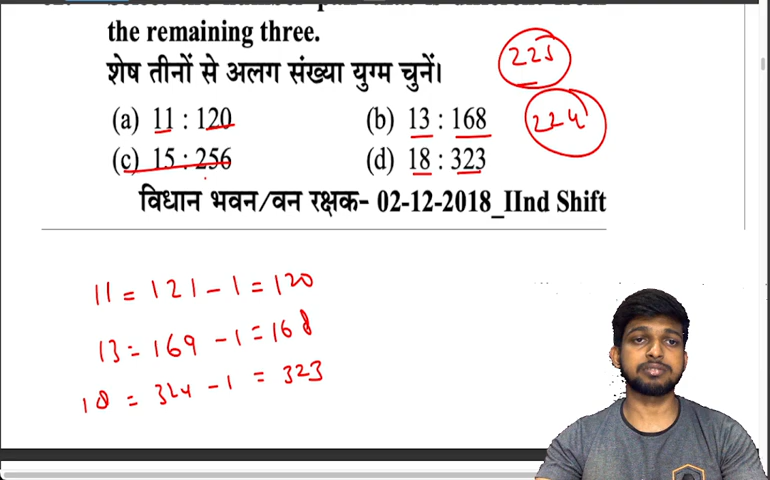 the remaining three.
शेष तीनों से अलग संख्या युग्म चुनें।
225
(a) 11 : 120 (b) 13 : 168
224
(c) 15 : 256 (d) 18 : 323
विधान भवन/वन रक्षक- 02-12-2018_IInd Shift
11 = 121 - 1 = 120
13 = 169 - 1 = 168
18 = 324 - 1 = 323